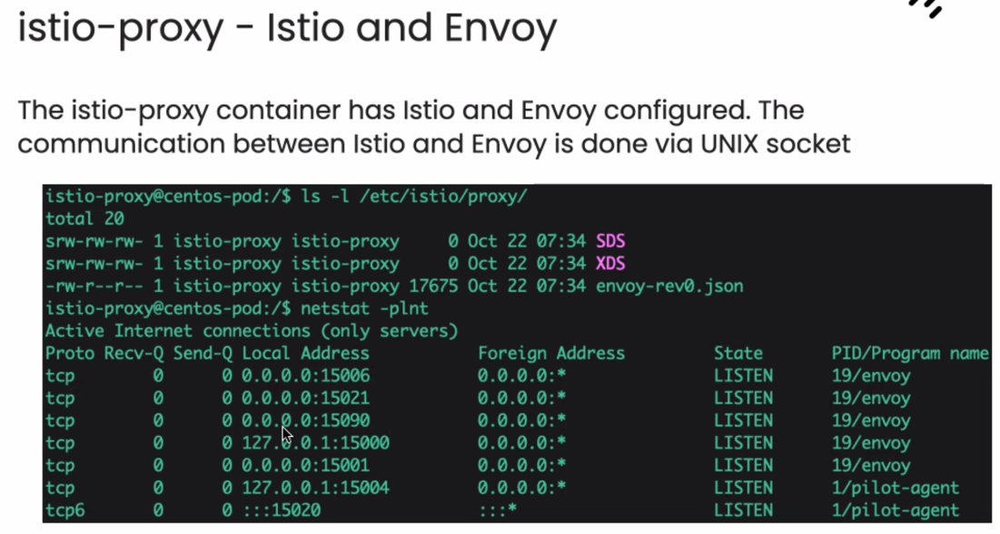 istio-proxy - Istio and Envoy
The istio-proxy container has Istio and Envoy configured. The
communication between Istio and Envoy is done via UNIX socket
istio-proxy@centos-pod:/$ ls -l /etc/istio/proxy/
total 20
srw-rw-rw- 1 istio-proxy istio-proxy     0 Oct 22 07:34 SDS
srw-rw-rw- 1 istio-proxy istio-proxy     0 Oct 22 07:34 XDS
-rw-r--r-- 1 istio-proxy istio-proxy 17675 Oct 22 07:34 envoy-rev0.json
istio-proxy@centos-pod:/$ netstat -plnt
Active Internet connections (only servers)
Proto Recv-Q Send-Q Local Address           Foreign Address         State       PID/Program name
tcp        0      0 0.0.0.0:15006           0.0.0.0:*               LISTEN      19/envoy
tcp        0      0 0.0.0.0:15021           0.0.0.0:*               LISTEN      19/envoy
tcp        0      0 0.0.0.0:15090           0.0.0.0:*               LISTEN      19/envoy
tcp        0      0 127.0.0.1:15000         0.0.0.0:*               LISTEN      19/envoy
tcp        0      0 0.0.0.0:15001           0.0.0.0:*               LISTEN      19/envoy
tcp        0      0 127.0.0.1:15004         0.0.0.0:*               LISTEN      1/pilot-agent
tcp6       0      0 :::15020                :::*                    LISTEN      1/pilot-agent